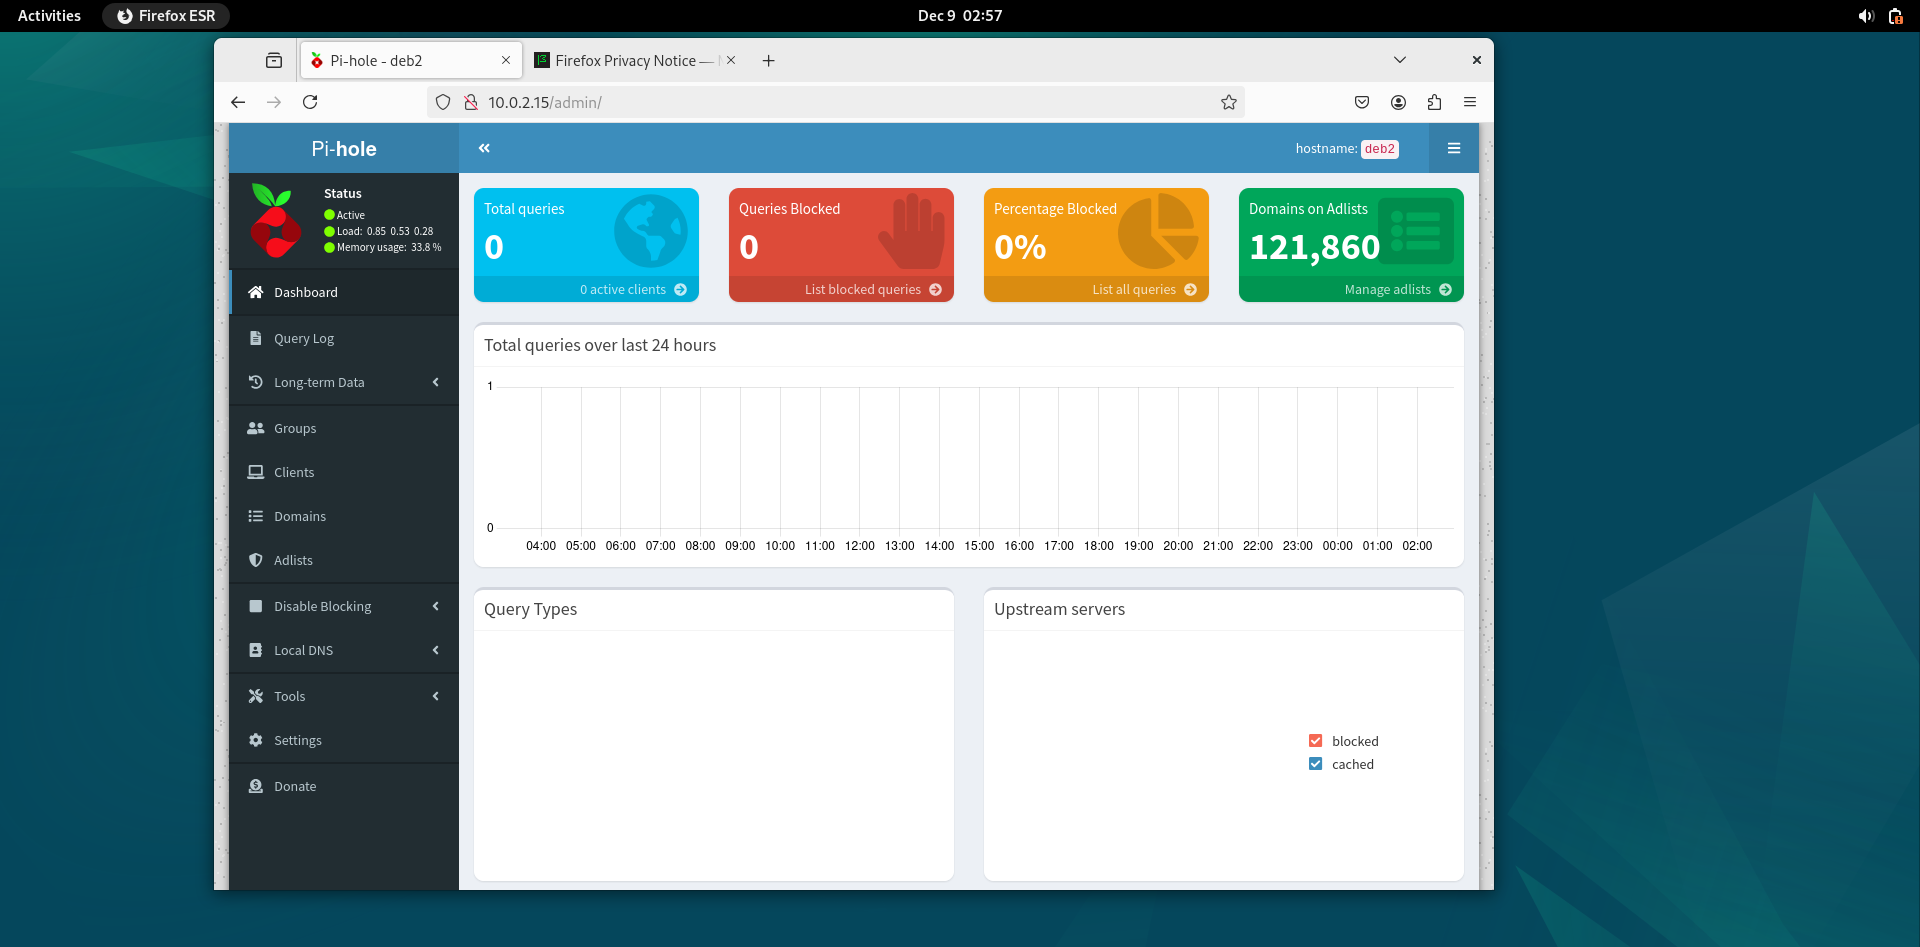 Activities
Firefox ESR
Dec 9 02:57
Pi-hole - deb2
Firefox Privacy Notice —
10.0.2.15/admin/
Pi-hole
hostname: deb2
Status
Active
Load: 0.85 0.53 0.28
Memory usage: 33.8 %
Dashboard
Query Log
Long-term Data
Groups
Clients
Domains
Adlists
Disable Blocking
Local DNS
Tools
Settings
Donate
Total queries
0
0 active clients
Queries Blocked
0
List blocked queries
Percentage Blocked
0%
List all queries
Domains on Adlists
121,860
Manage adlists
Total queries over last 24 hours
1
0
04:00 05:00 06:00 07:00 08:00 09:00 10:00 11:00 12:00 13:00 14:00 15:00 16:00 17:00 18:00 19:00 20:00 21:00 22:00 23:00 00:00 01:00 02:00
Query Types
Upstream servers
blocked
cached